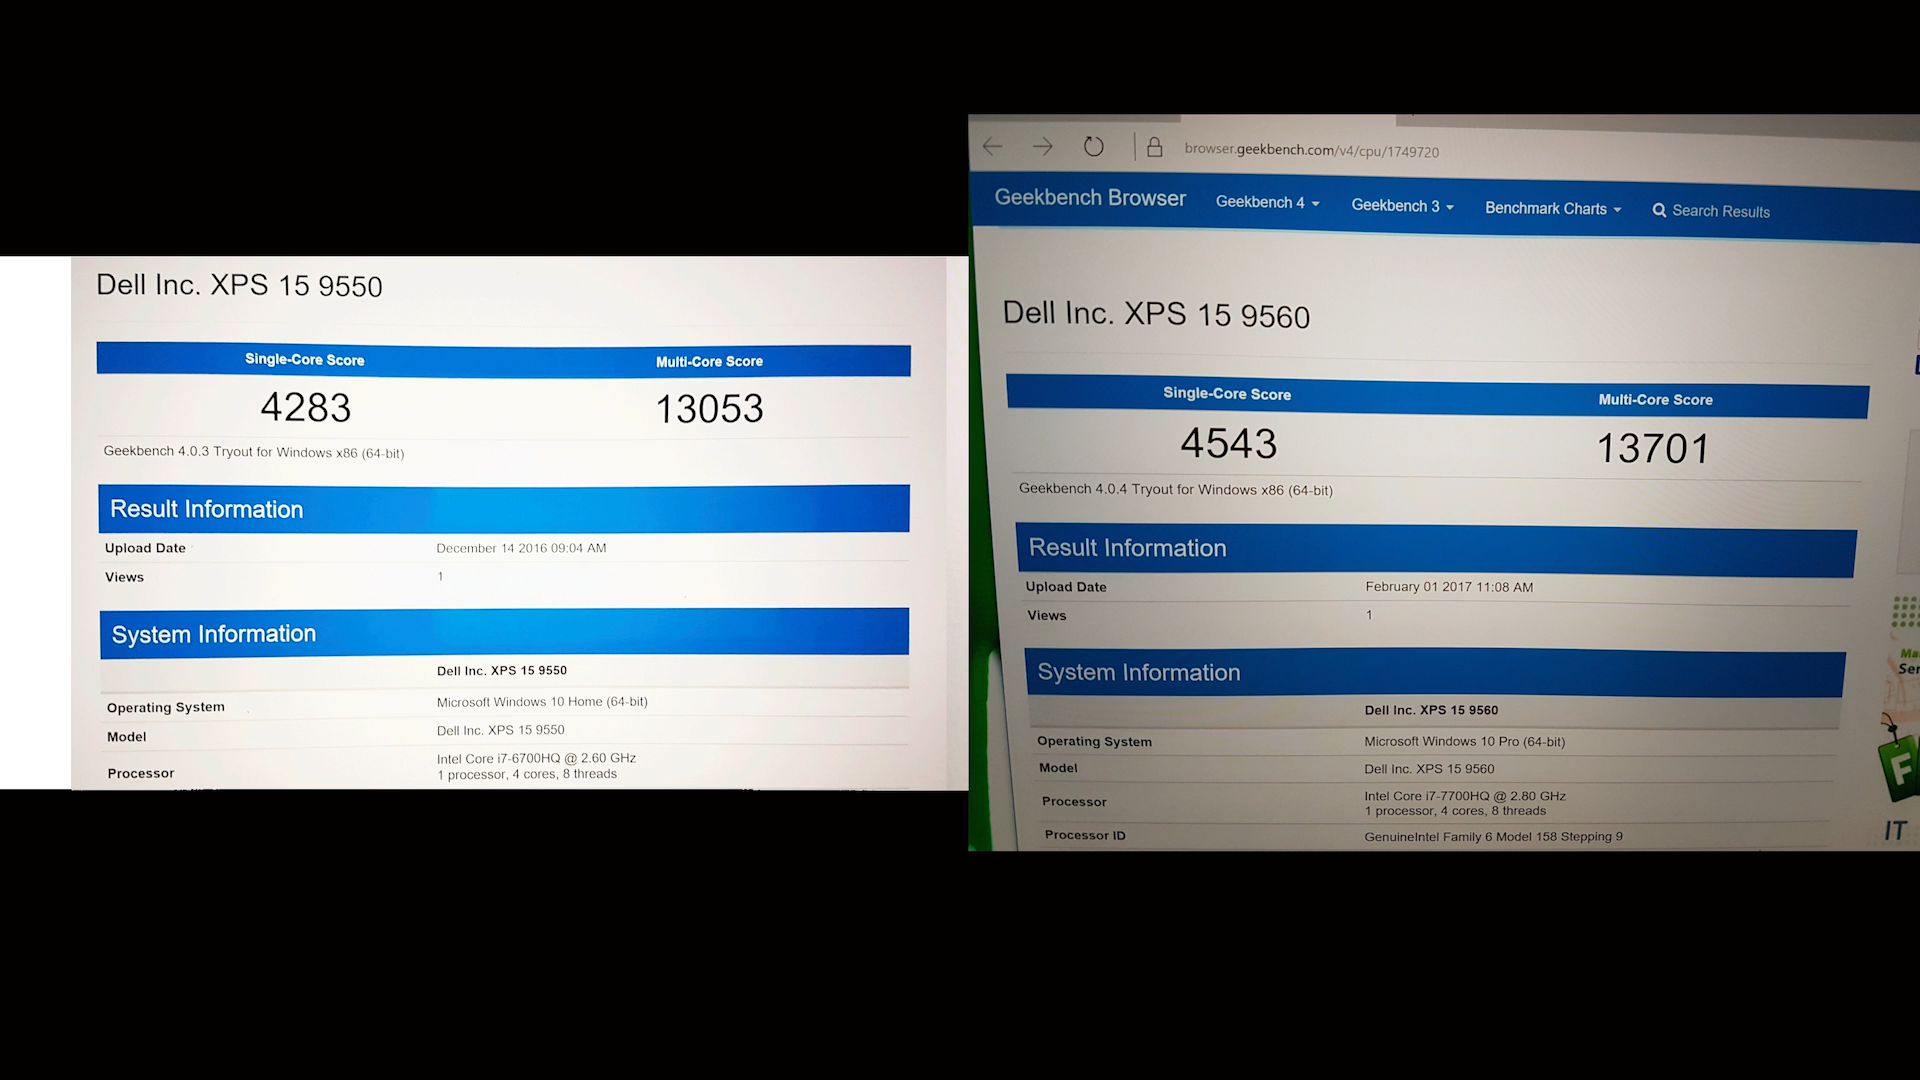 Dell Inc. XPS 15 9550
Single-Core Score Multi-Core Score
4283 13053
Geekbench 4.0.3 Tryout for Windows x86 (64-bit)
Result Information
Upload Date December 14 2016 09:04 AM
Views 1
System Information
Dell Inc. XPS 15 9550
Operating System Microsoft Windows 10 Home (64-bit)
Model Dell Inc. XPS 15 9550
Processor Intel Core i7-6700HQ @ 2.60 GHz
1 processor, 4 cores, 8 threads
browser.geekbench.com/v4/cpu/1749720
Geekbench Browser Geekbench 4 Geekbench 3 Benchmark Charts Search Results
Dell Inc. XPS 15 9560
Single-Core Score Multi-Core Score
4543 13701
Geekbench 4.0.4 Tryout for Windows x86 (64-bit)
Result Information
Upload Date February 01 2017 11:08 AM
Views 1
System Information
Dell Inc. XPS 15 9560
Operating System Microsoft Windows 10 Pro (64-bit)
Model Dell Inc. XPS 15 9560
Processor Intel Core i7-7700HQ @ 2.80 GHz
1 processor, 4 cores, 8 threads
Processor ID GenuineIntel Family 6 Model 158 Stepping 9
F
IT